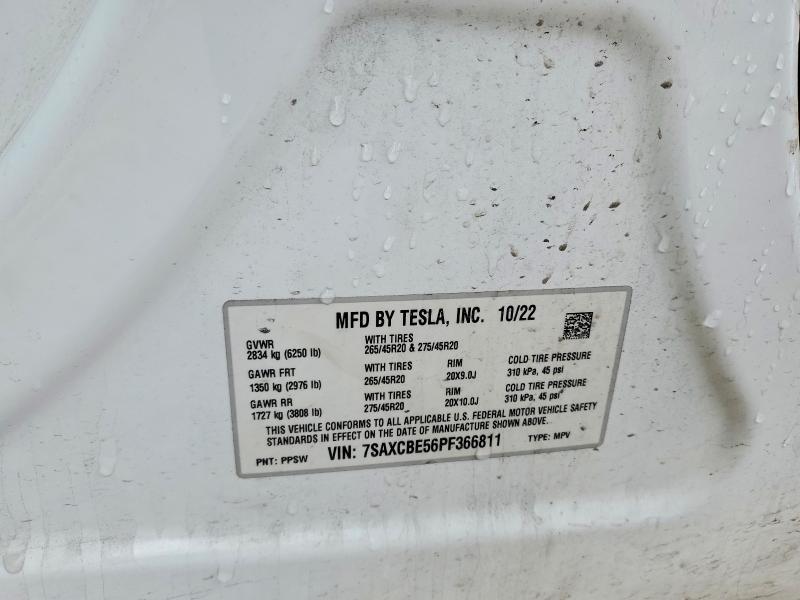 MFD BY TESLA, INC. 10/22
GVWR
2834 kg (6250 lb)
WITH TIRES
265/45R20 & 275/45R20
GAWR FRT
1350 kg (2976 lb)
WITH TIRES
265/45R20
RIM
20X9.0J
COLD TIRE PRESSURE
310 kPa, 45 psi
GAWR RR
1727 kg (3808 lb)
WITH TIRES
275/45R20
RIM
20X10.0J
COLD TIRE PRESSURE
310 kPa, 45 psi
THIS VEHICLE CONFORMS TO ALL APPLICABLE U.S. FEDERAL MOTOR VEHICLE SAFETY
STANDARDS IN EFFECT ON THE DATE OF MANUFACTURE SHOWN ABOVE.
PNT: PPSW VIN: 7SAXCBE56PF366811 TYPE: MPV